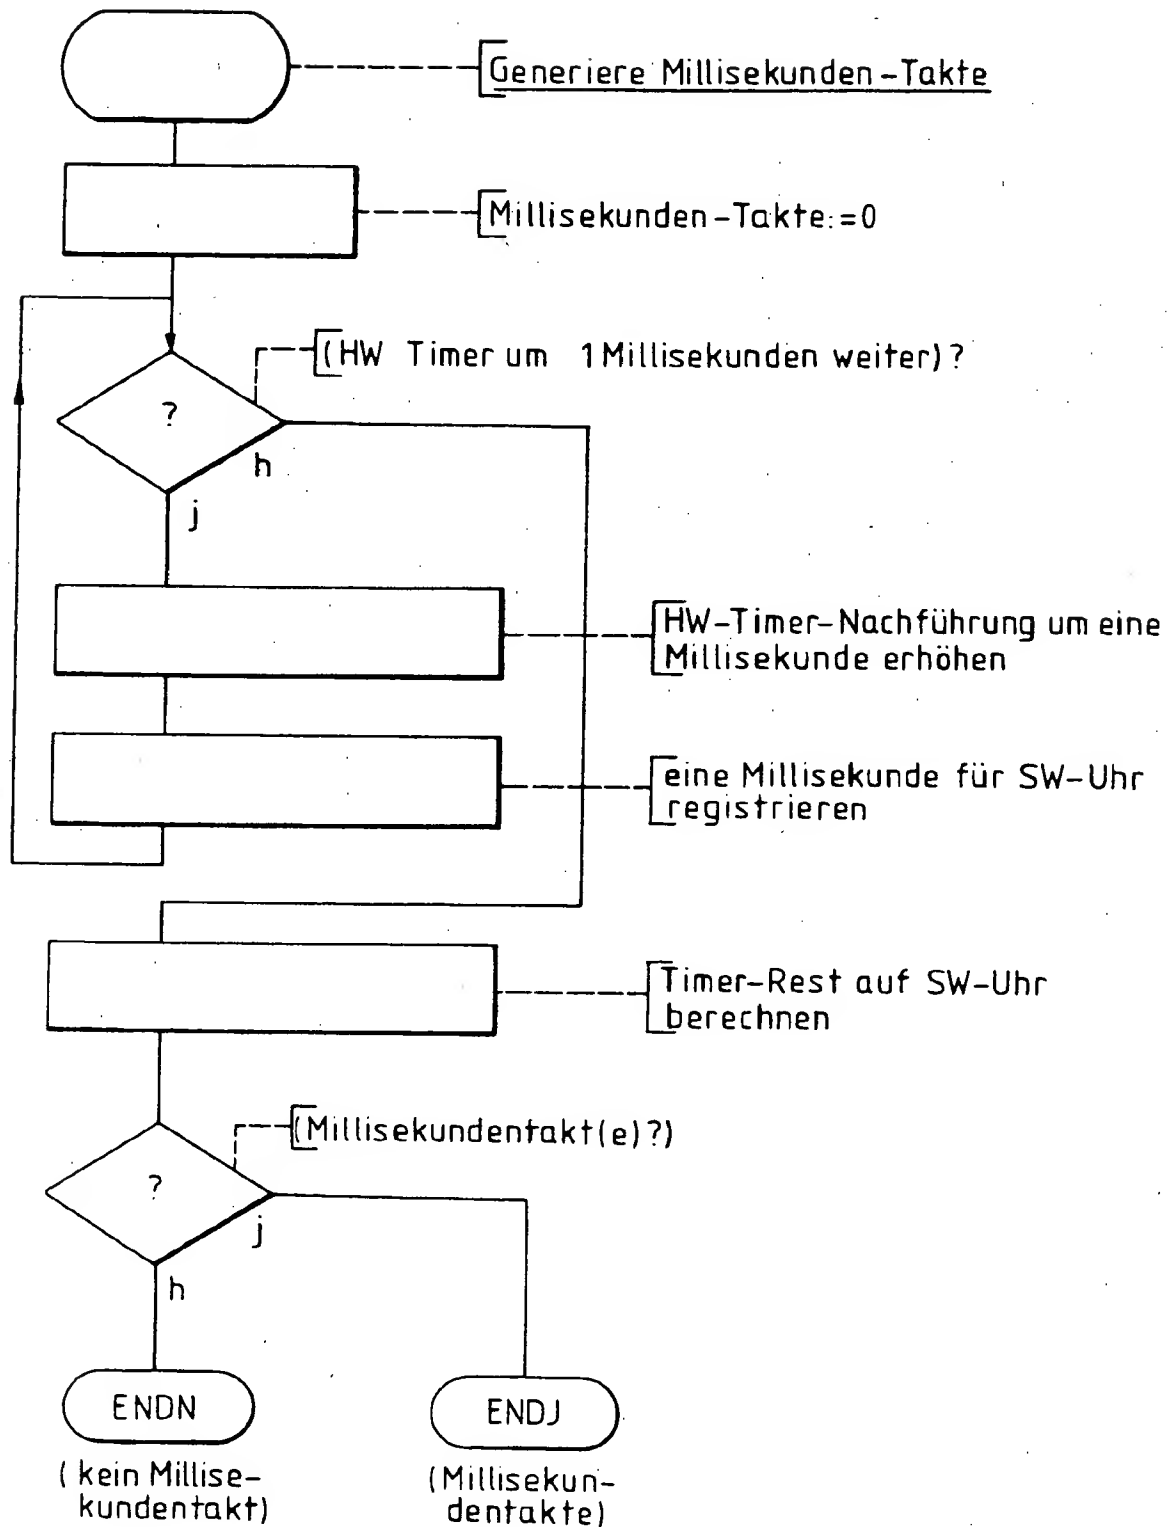 Generiere Millisekunden-Takte
Millisekunden-Takte:=0
(HW Timer um 1 Millisekunden weiter)?
?
h
j
HW-Timer-Nachführung um eine
Millisekunde erhöhen
eine Millisekunde für SW-Uhr
registrieren
Timer-Rest auf SW-Uhr
berechnen
(Millisekundentakt(e)?)
?
j
h
ENDN
ENDJ
(kein Millise-
kundentakt)
(Millisekun-
dentakte)